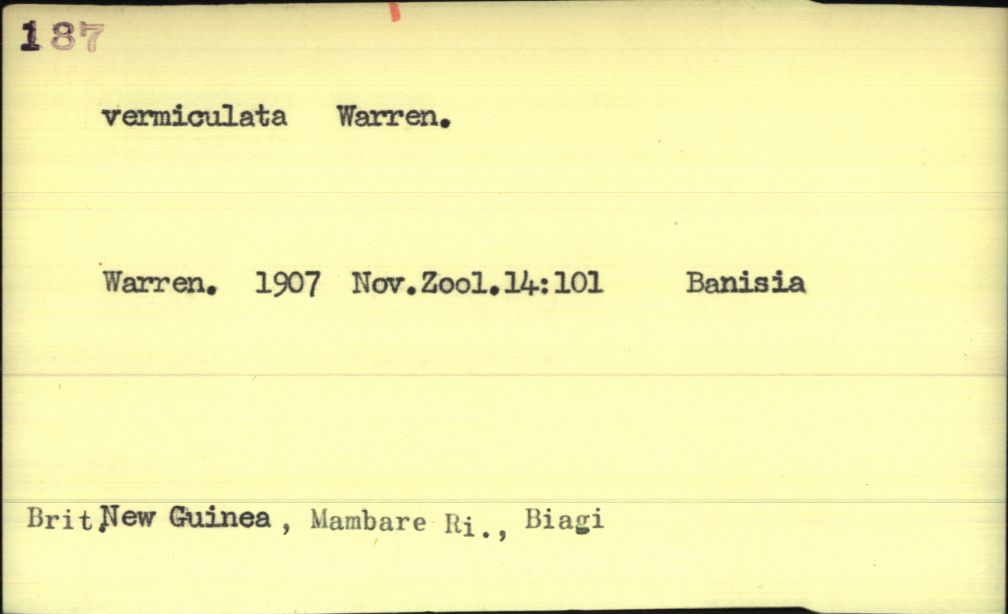 187
vermiculata Warren.
Warren. 1907 Nov.Zool.14:101 Banisia
Brit.New Guinea, Mambare Ri., Biagi